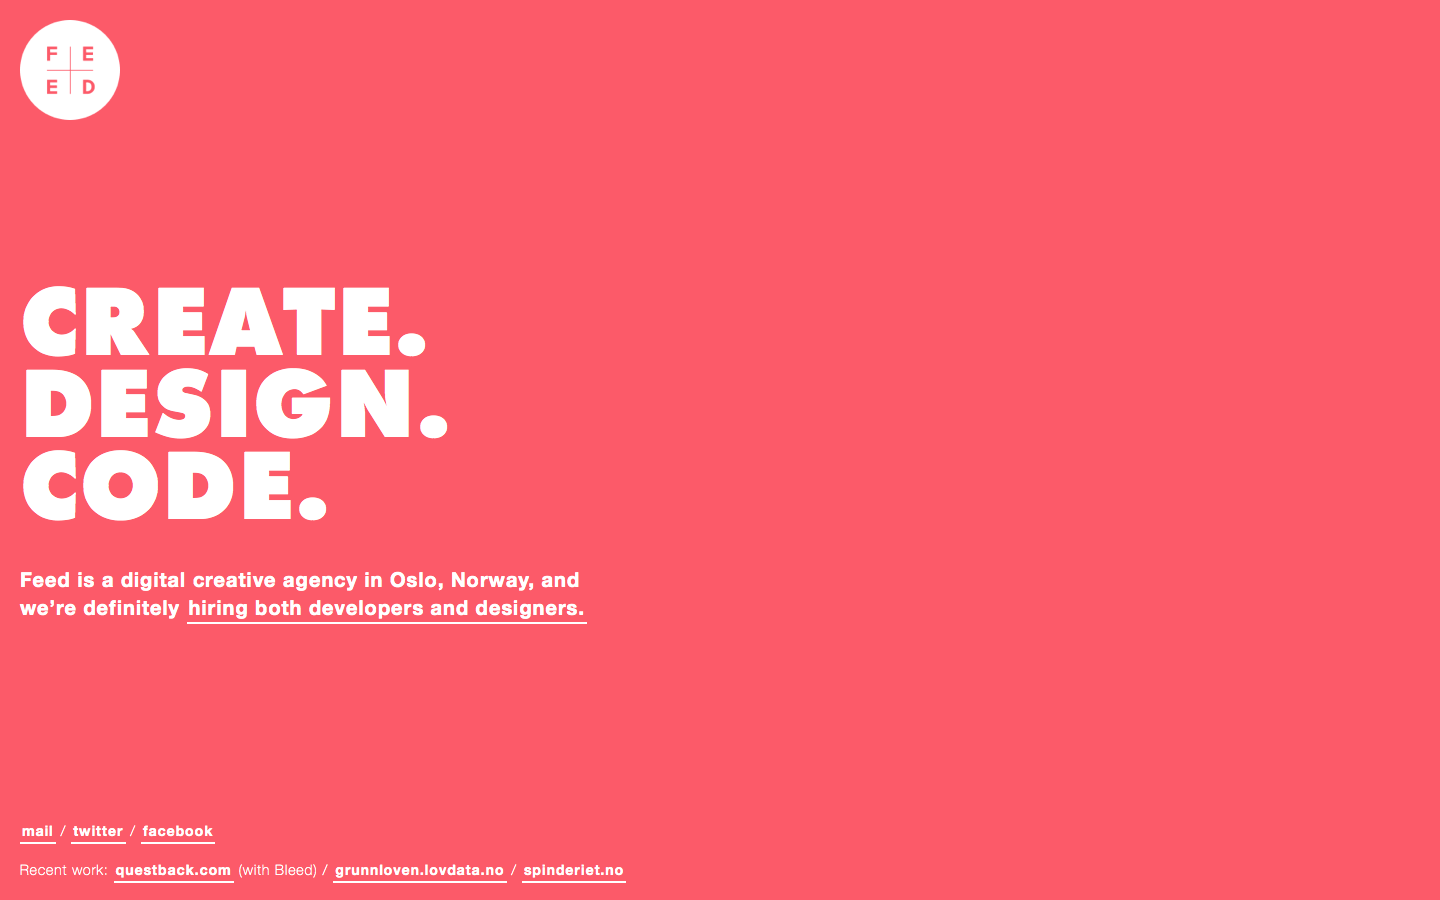 F E
E D
CREATE.
DESIGN.
CODE.
Feed is a digital creative agency in Oslo, Norway, and
we’re definitely hiring both developers and designers.
mail / twitter / facebook
Recent work: questback.com (with Bleed) / grunnloven.lovdata.no / spinderiet.no